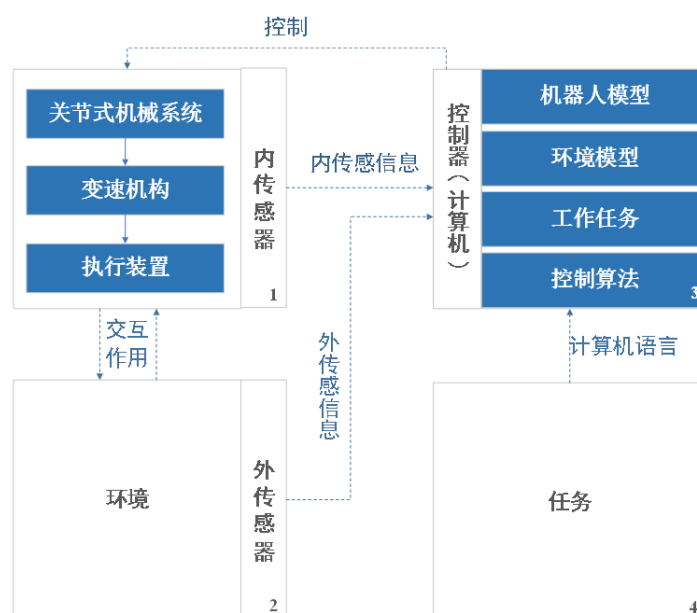 控制
关节式机械系统
变速机构
执行装置
内传感器
1
内传感信息
控制器（计算机）
机器人模型
环境模型
工作任务
控制算法
3
交互
作用
外传感信息
计算机语言
环境
外传感器
2
任务
4